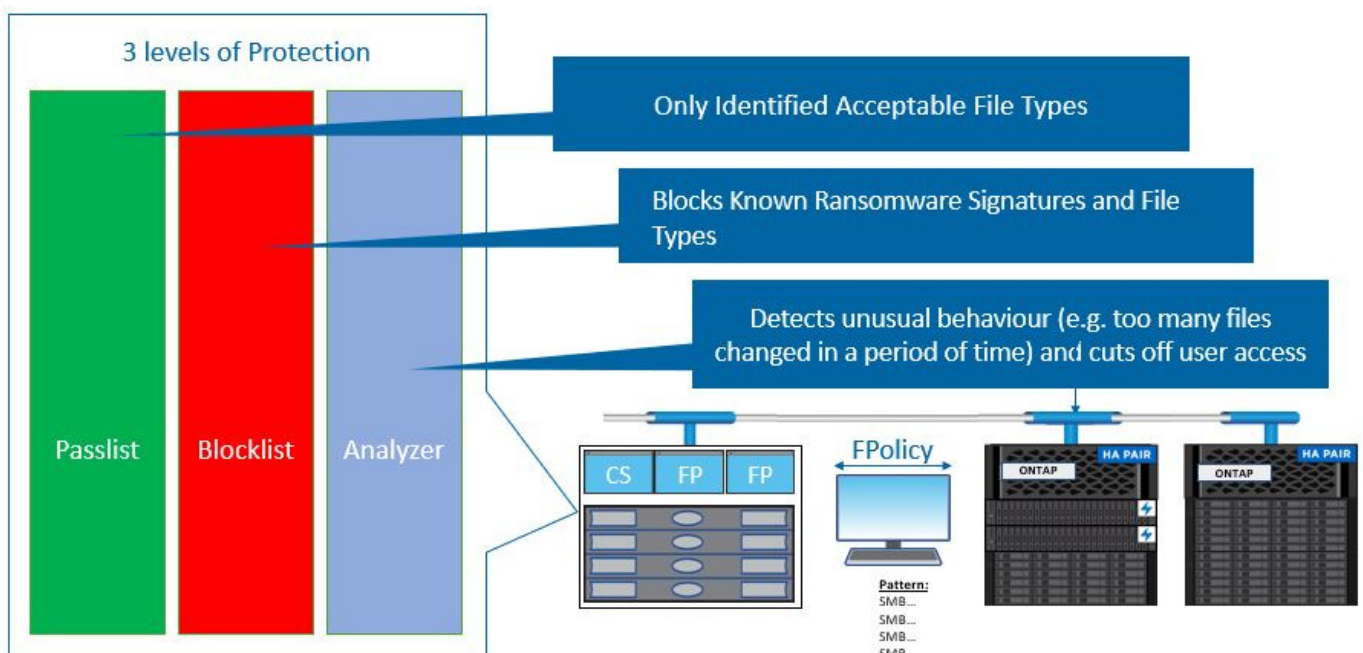 3 levels of Protection
Only Identified Acceptable File Types
Blocks Known Ransomware Signatures and File
Types
Detects unusual behaviour (e.g. too many files
changed in a period of time) and cuts off user access
Passlist
Blocklist
Analyzer
CS
FP
FP
FPolicy
HA PAIR
ONTAP
HA PAIR
ONTAP
Pattern:
SMB...
SMB...
SMB...
SMB